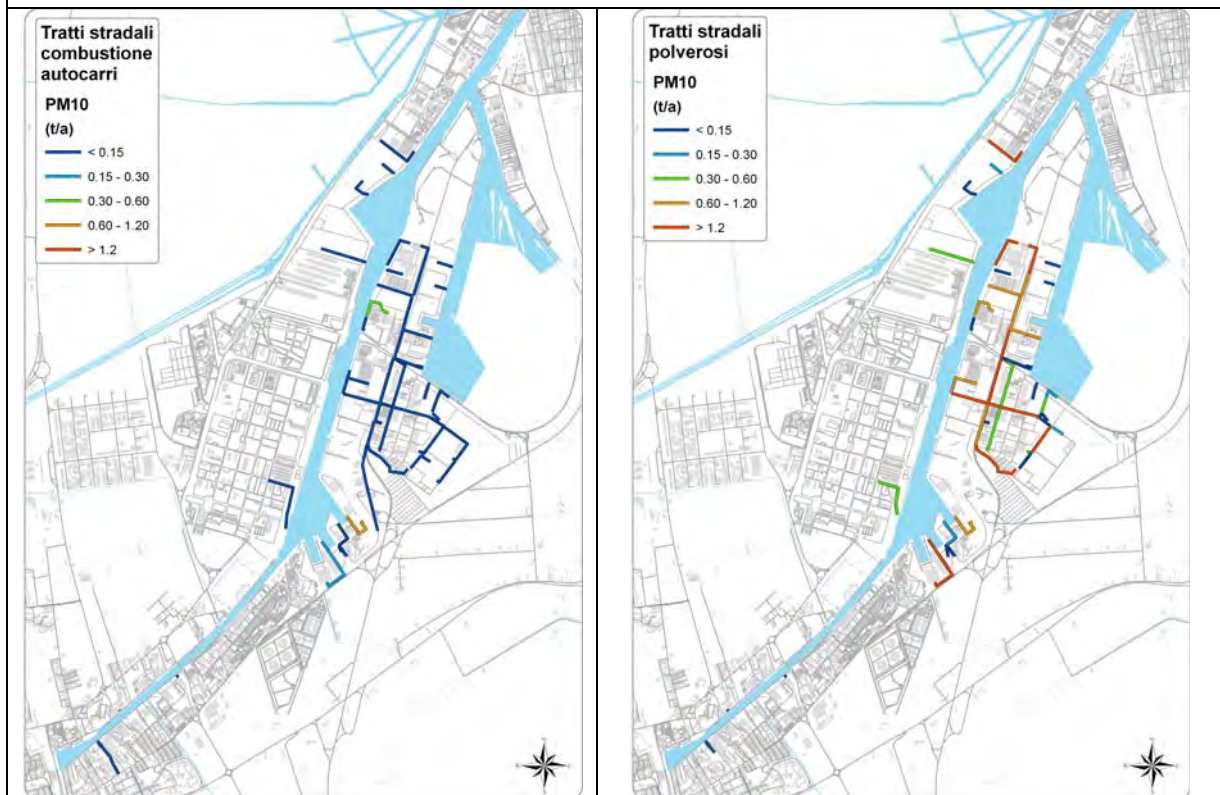 Tratti stradali
combustione
autocarri
PM10
(t/a)
< 0.15
0.15 - 0.30
0.30 - 0.60
0.60 - 1.20
> 1.2
Tratti stradali
polverosi
PM10
(t/a)
< 0.15
0.15 - 0.30
0.30 - 0.60
0.60 - 1.20
> 1.2